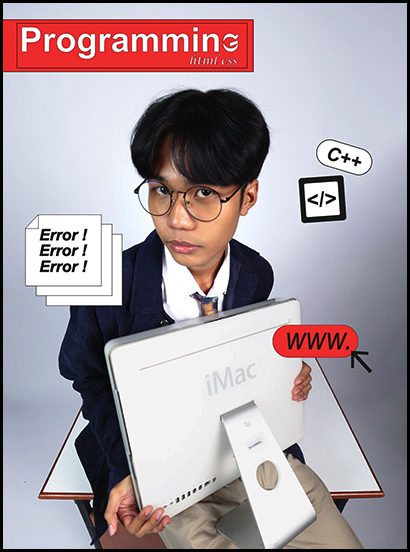 Programming
html css
C++
</>
Error !
Error !
Error !
WWW.
iMac